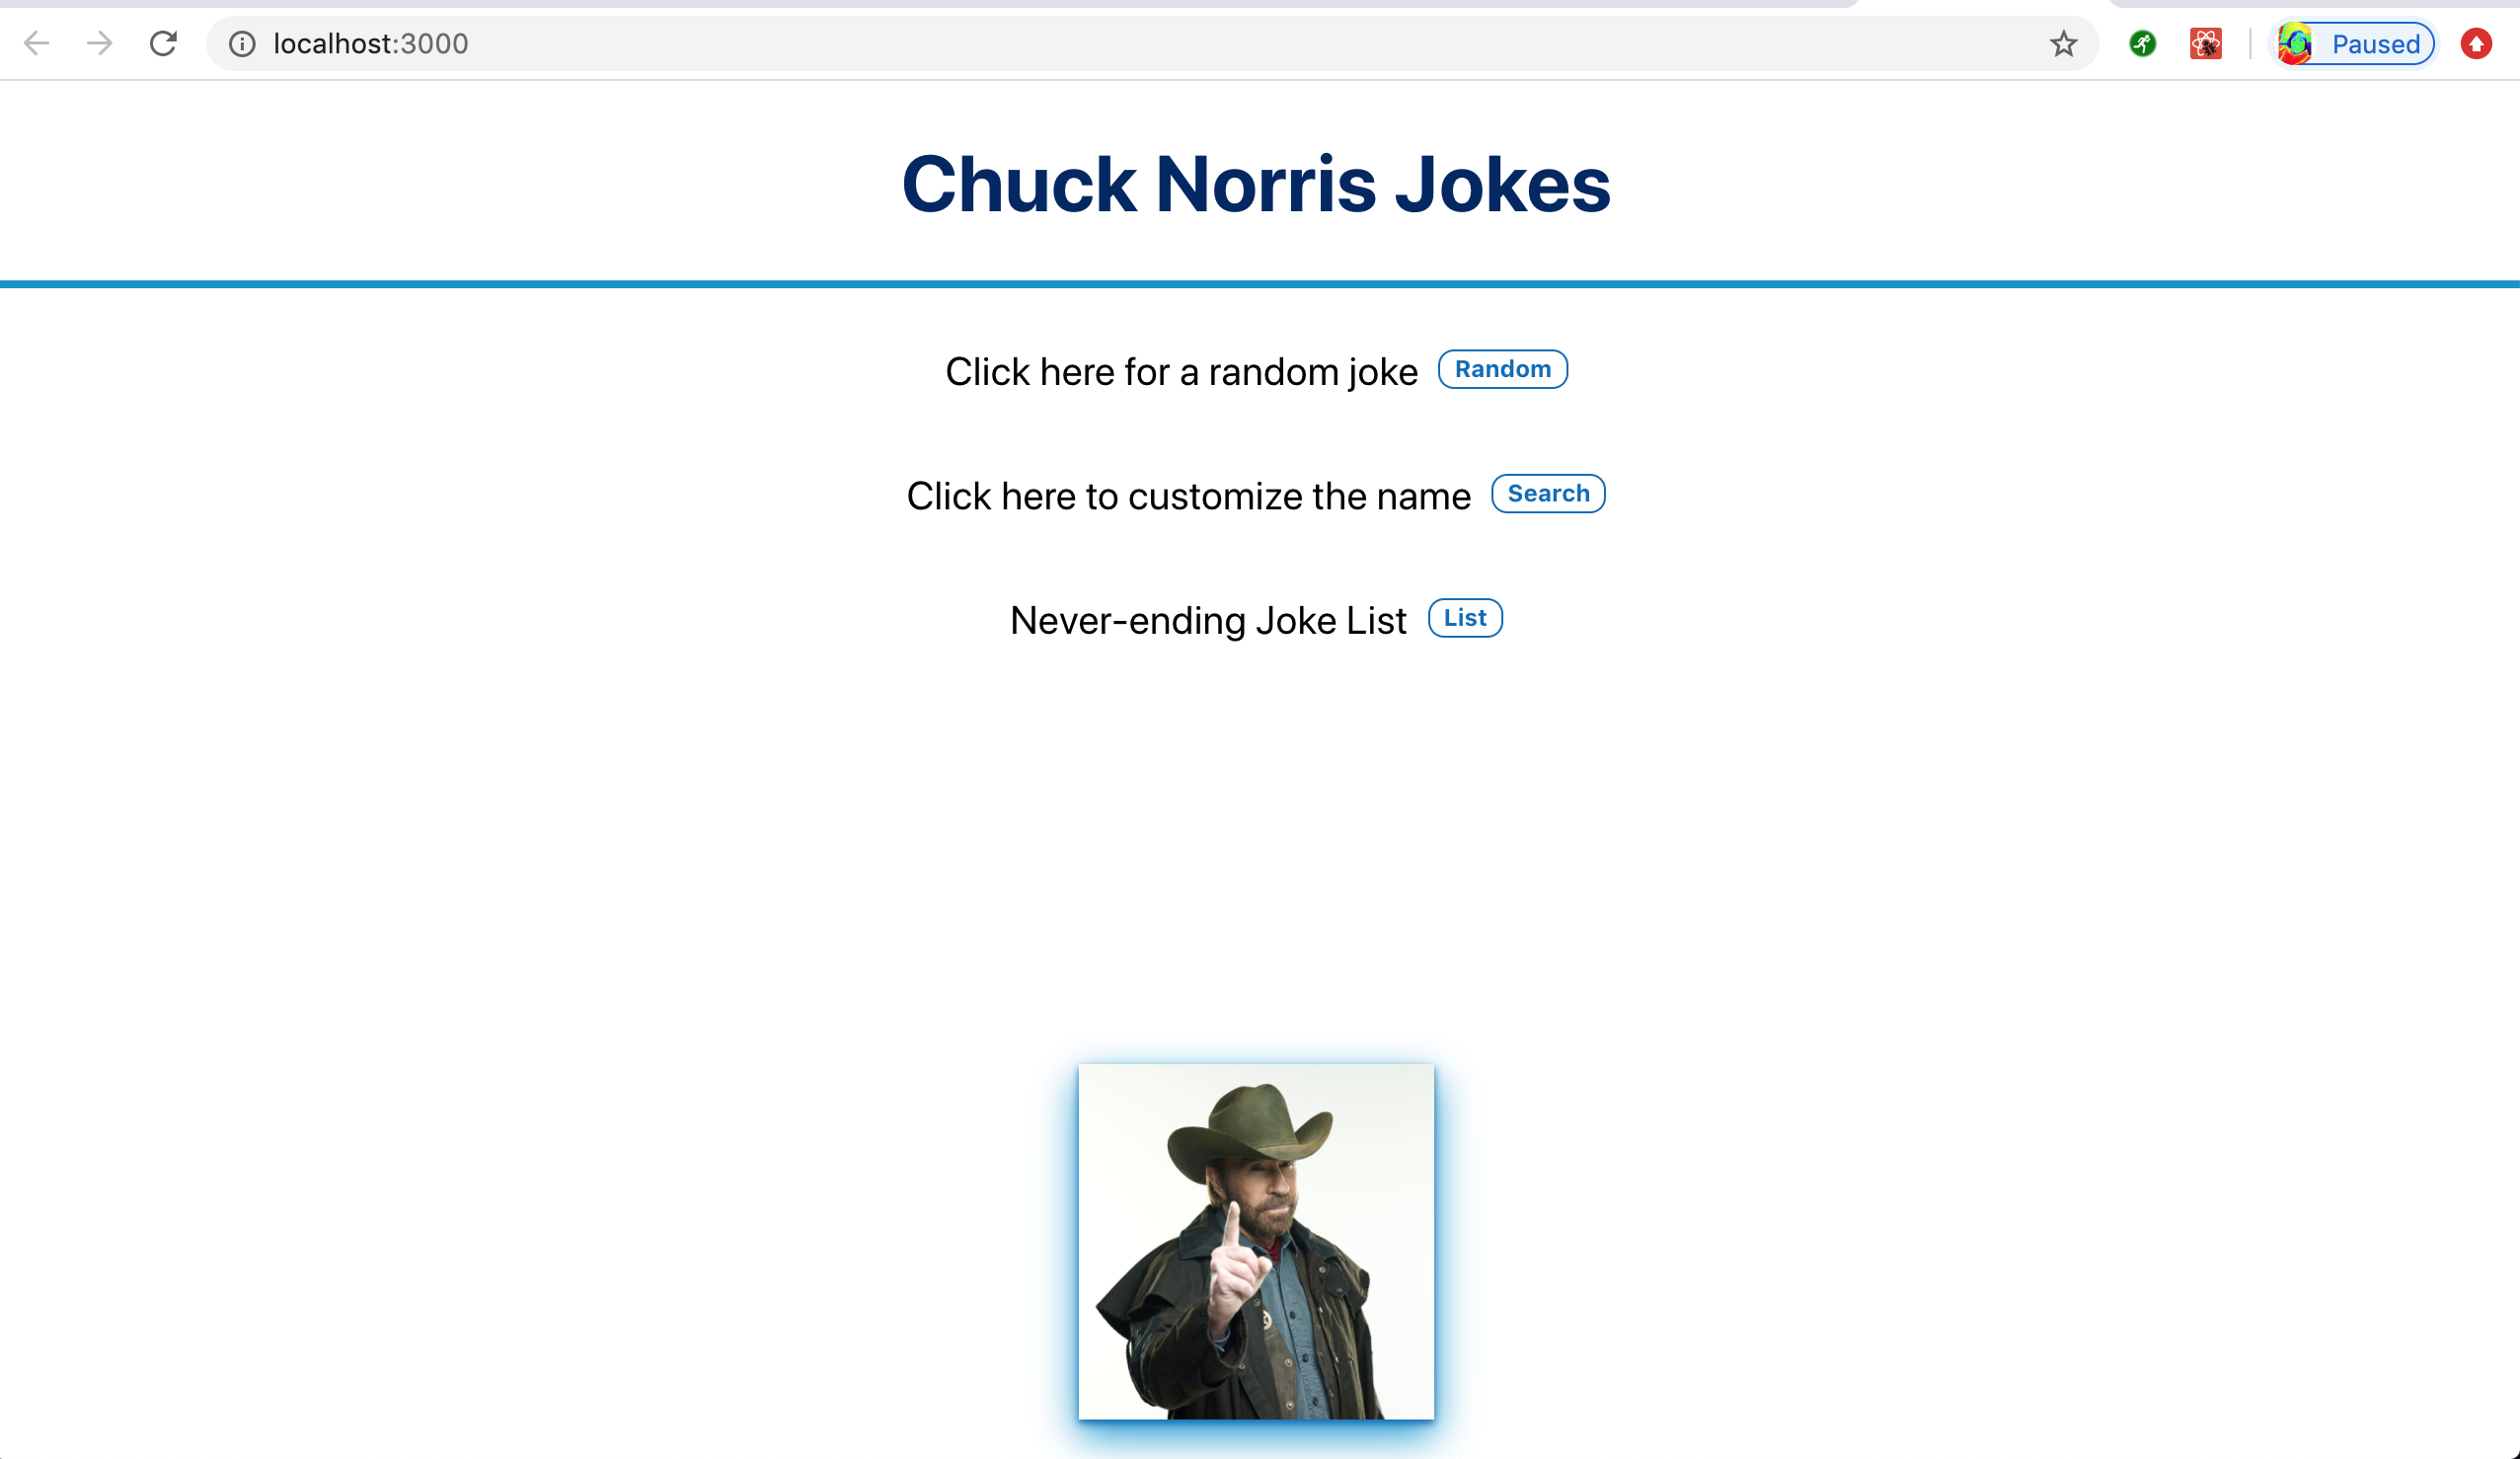 localhost:3000
Paused
Chuck Norris Jokes
Click here for a random joke Random
Click here to customize the name Search
Never-ending Joke List List